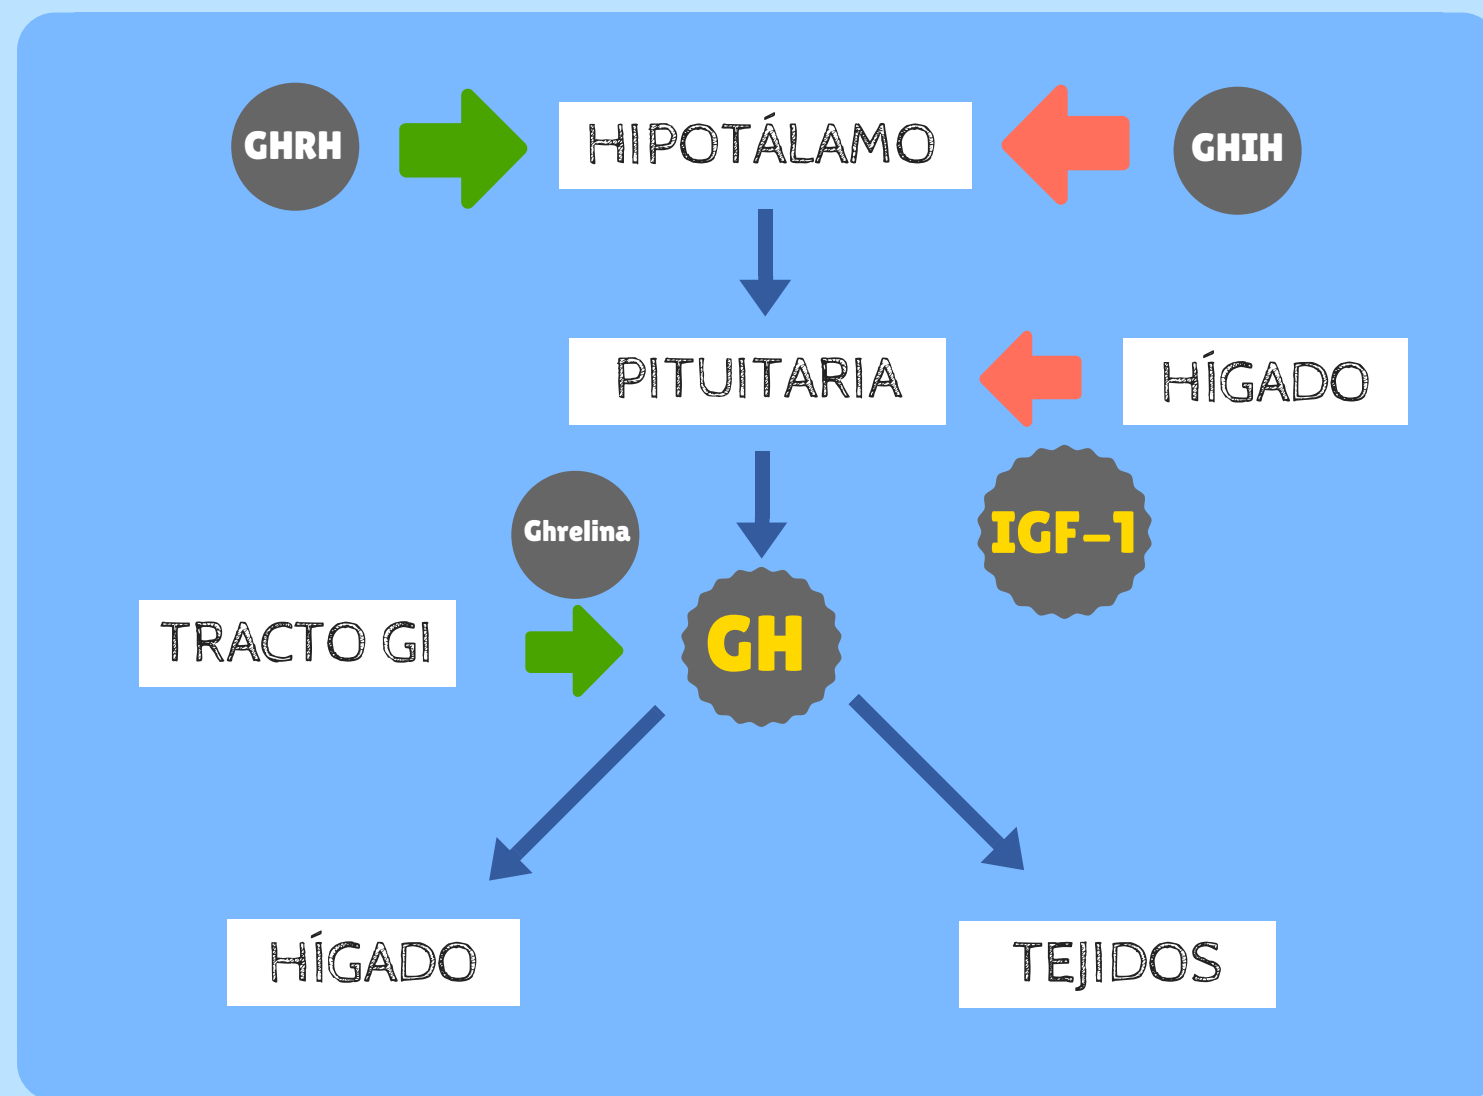 GHRH
HIPOTÁLAMO
GHIH
PITUITARIA
HÍGADO
Ghrelina
IGF-1
TRACTO GI
GH
HÍGADO
TEJIDOS